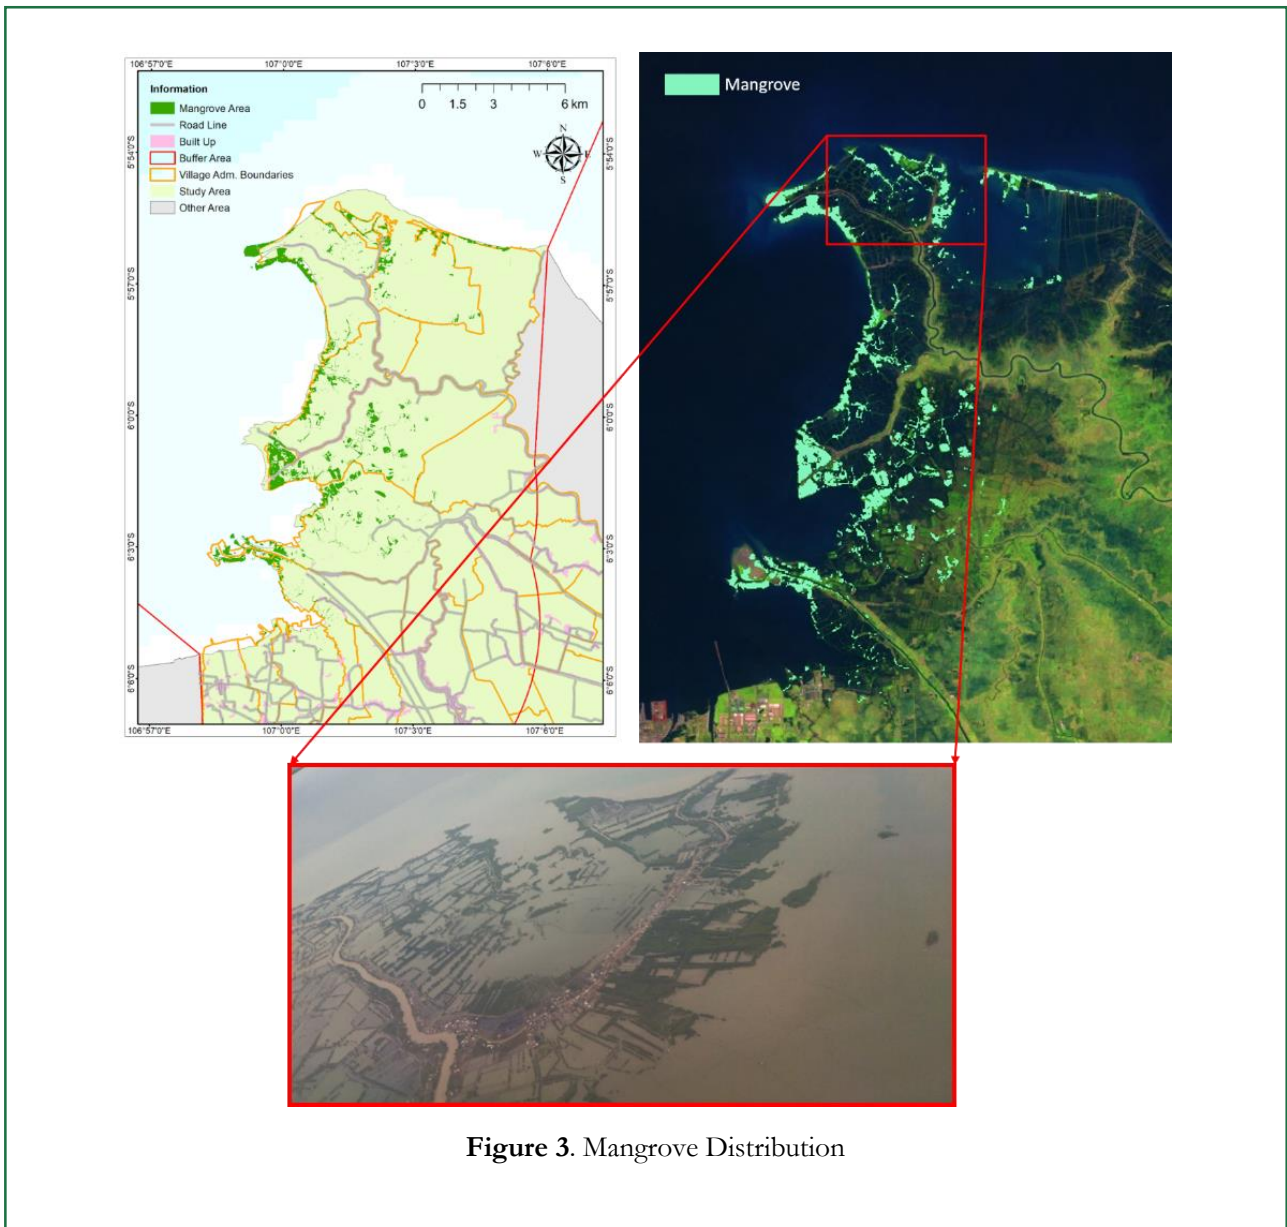 106°57'0"E 107°0'0"E 107°3'0"E 107°6'0"E
Information
Mangrove Area
Road Line
Built Up
Buffer Area
Village Adm. Boundaries
Study Area
Other Area
0 1.5 3 6 km
N
W E
S
5°54'0"S 5°54'0"S
5°57'0"S 5°57'0"S
6°0'0"S 6°0'0"S
6°3'0"S 6°3'0"S
6°6'0"S 6°6'0"S
106°57'0"E 107°0'0"E 107°3'0"E 107°6'0"E
Mangrove
Figure 3. Mangrove Distribution